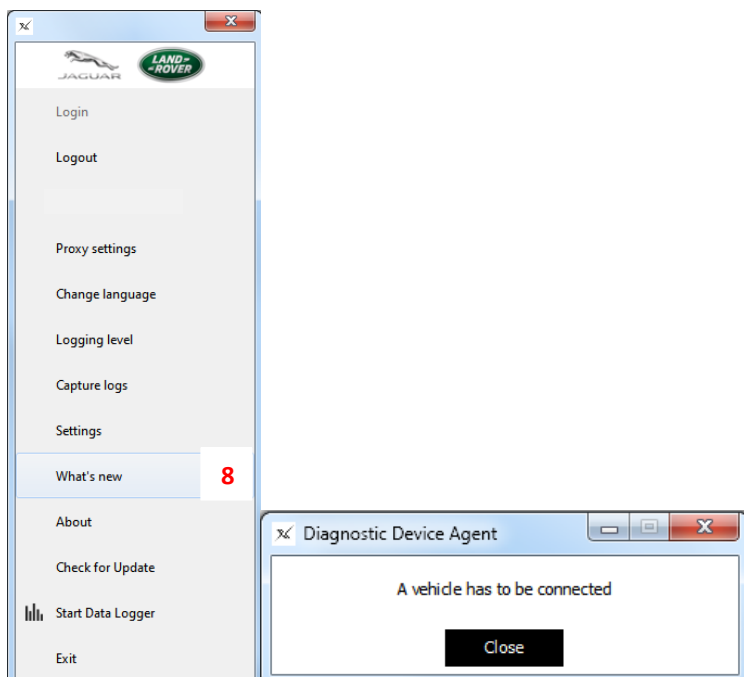 JAGUAR
LAND-
-ROVER
Login
Logout
Proxy settings
Change language
Logging level
Capture logs
Settings
What's new
8
About
Check for Update
Start Data Logger
Exit
Diagnostic Device Agent
A vehicle has to be connected
Close